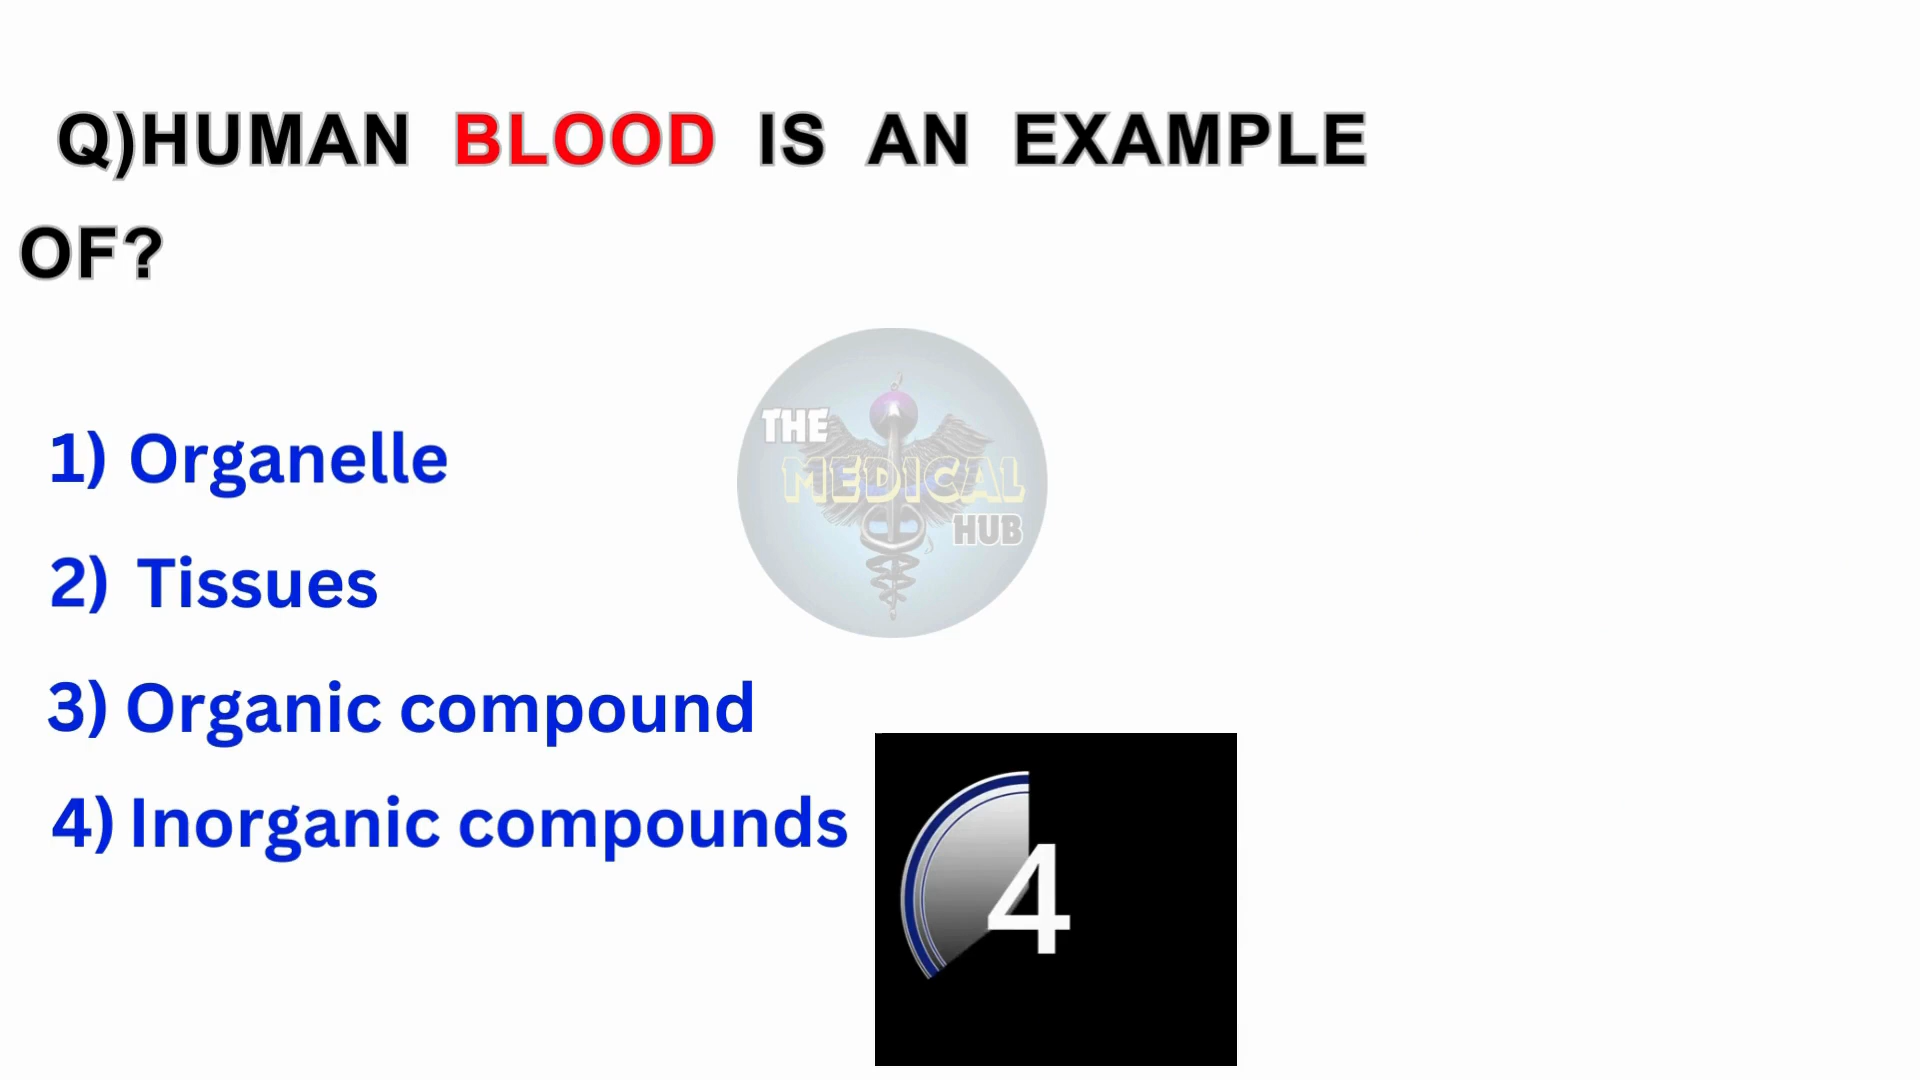 Q)HUMAN BLOOD IS AN EXAMPLE
OF?
THE
MEDICAL
HUB
1) Organelle
2) Tissues
3) Organic compound
4) Inorganic compounds
4